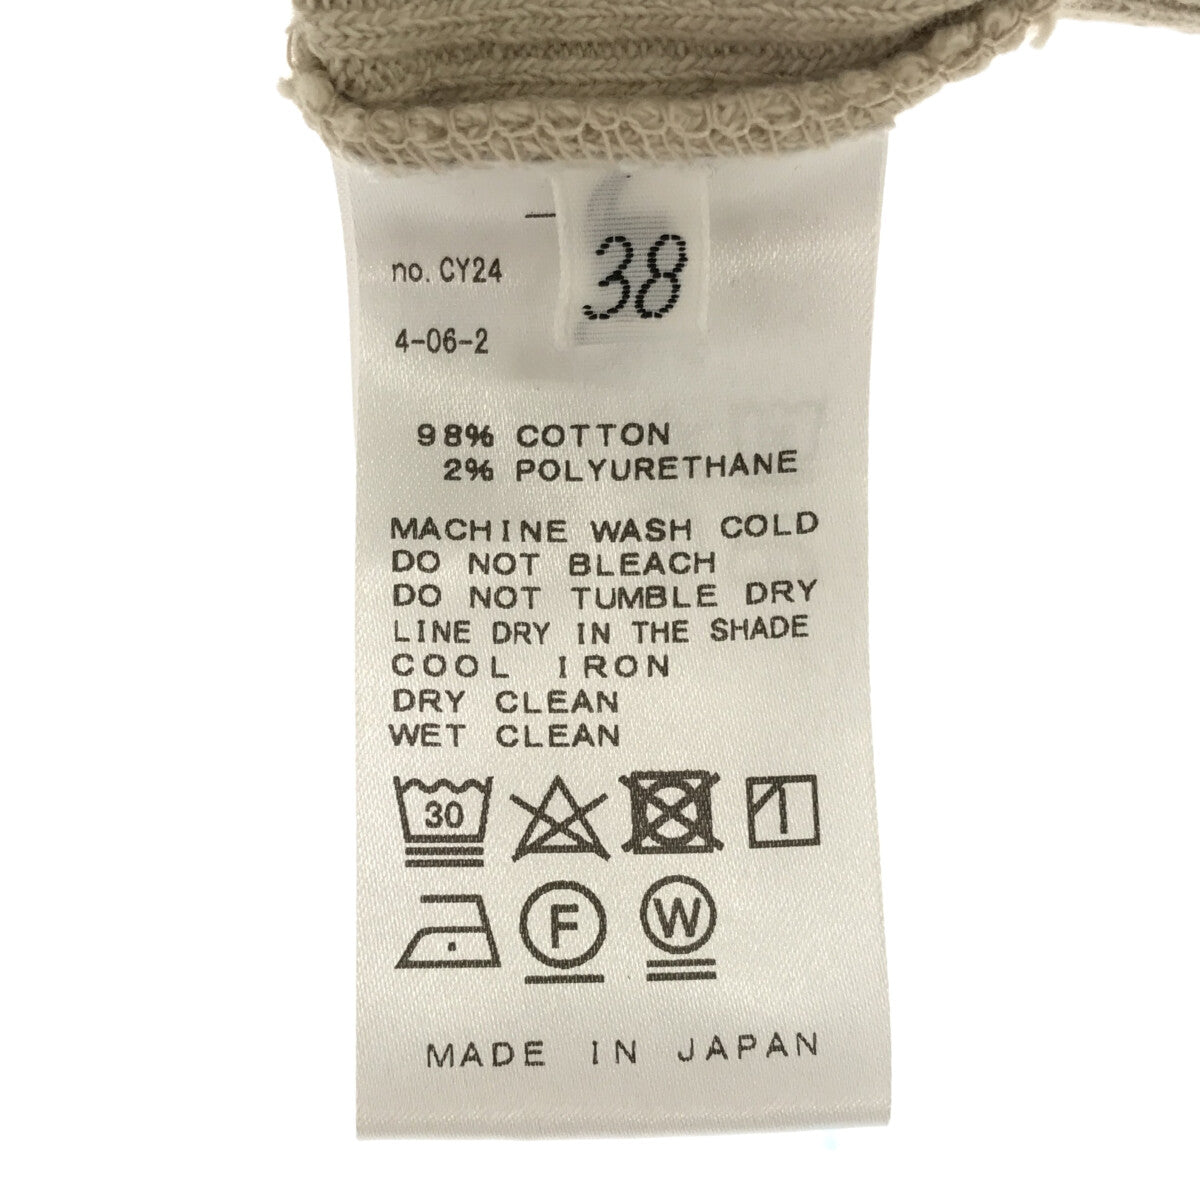 38
no. CY24
4-06-2
98% COTTON
2% POLYURETHANE
MACHINE WASH COLD
DO NOT BLEACH
DO NOT TUMBLE DRY
LINE DRY IN THE SHADE
COOL IRON
DRY CLEAN
WET CLEAN
30
F W
MADE IN JAPAN